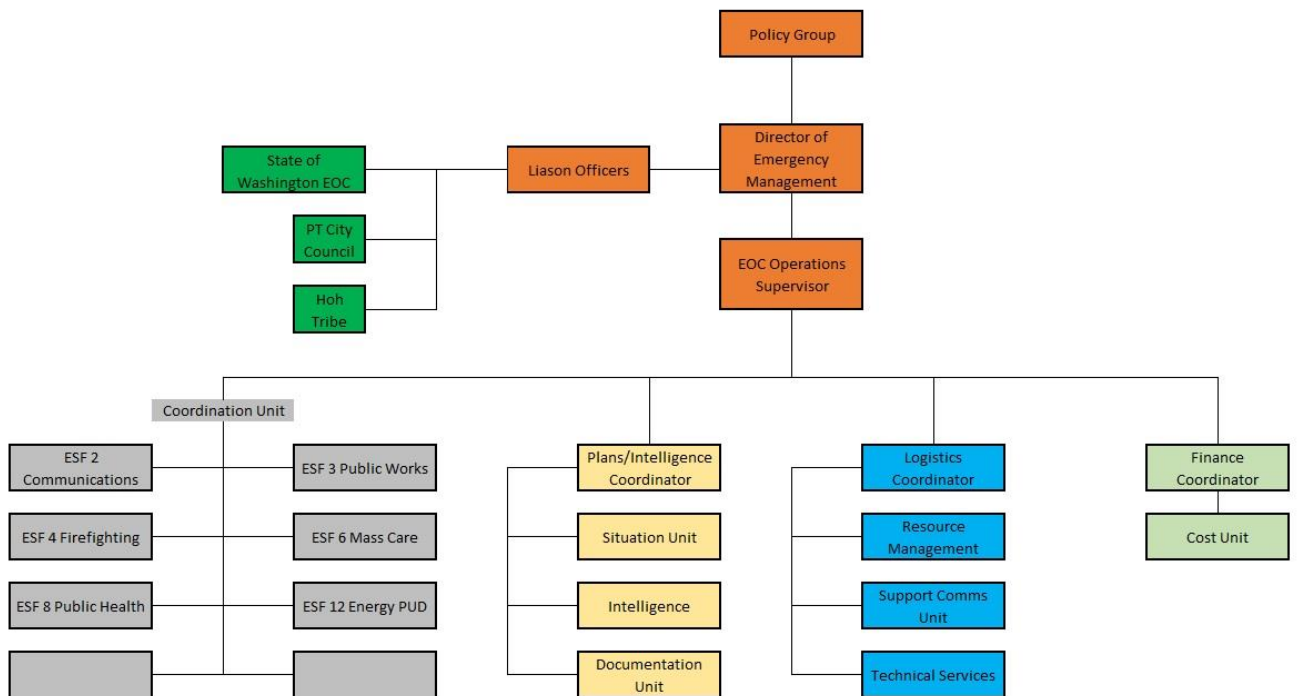 Policy Group
Director of
Emergency
Management
Liason Officers
State of
Washington EOC
PT City
Council
Hoh
Tribe
EOC Operations
Supervisor
Coordination Unit
ESF 2
Communications
ESF 3 Public Works
ESF 4 Firefighting
ESF 6 Mass Care
ESF 8 Public Health
ESF 12 Energy PUD
Plans/Intelligence
Coordinator
Situation Unit
Intelligence
Documentation
Unit
Logistics
Coordinator
Resource
Management
Support Comms
Unit
Technical Services
Finance
Coordinator
Cost Unit